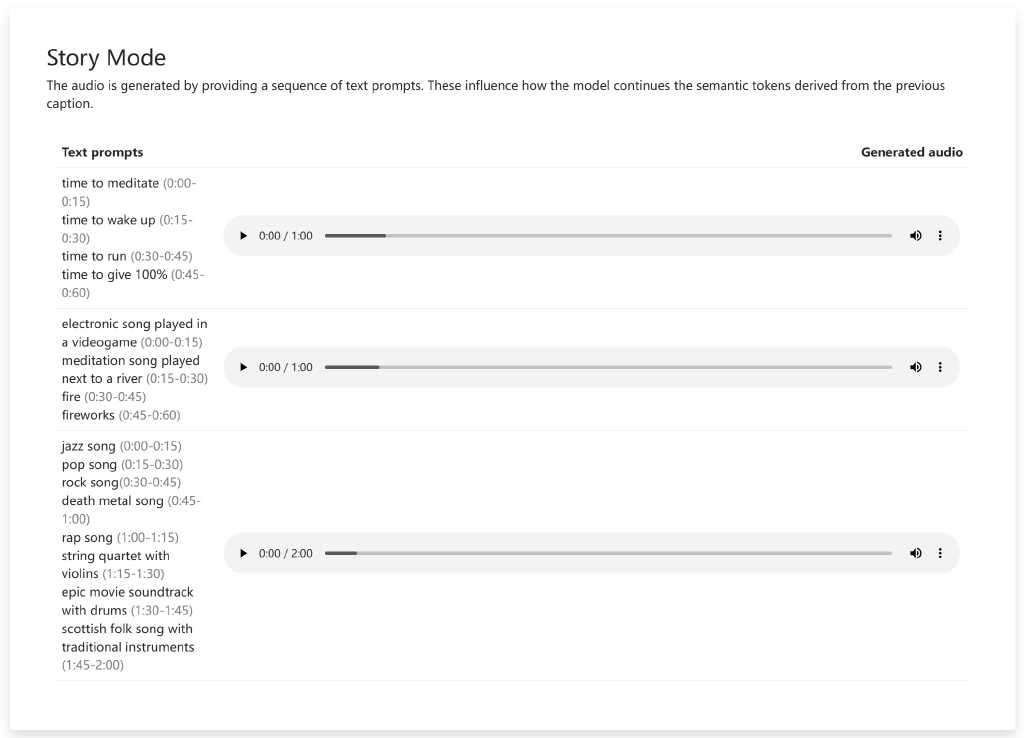 Story Mode
The audio is generated by providing a sequence of text prompts. These influence how the model continues the semantic tokens derived from the previous
caption.
Text prompts
Generated audio
time to meditate (0:00-
0:15)
time to wake up (0:15-
0:30)
time to run (0:30-0:45)
time to give 100% (0:45-
0:60)
0:00 / 1:00
electronic song played in
a videogame (0:00-0:15)
meditation song played
next to a river (0:15-0:30)
fire (0:30-0:45)
fireworks (0:45-0:60)
0:00 / 1:00
jazz song (0:00-0:15)
pop song (0:15-0:30)
rock song(0:30-0:45)
death metal song (0:45-
1:00)
rap song (1:00-1:15)
string quartet with
violins (1:15-1:30)
epic movie soundtrack
with drums (1:30-1:45)
scottish folk song with
traditional instruments
(1:45-2:00)
0:00 / 2:00